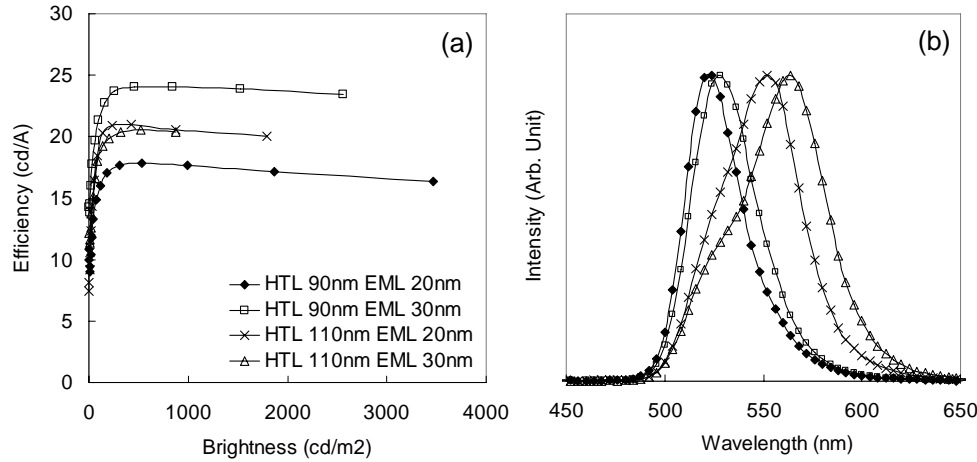 (a)
30
25
20
15
10
5
0
Efficiency (cd/A)
HTL 90nm EML 20nm
HTL 90nm EML 30nm
HTL 110nm EML 20nm
HTL 110nm EML 30nm
0 1000 2000 3000 4000
Brightness (cd/m2)
(b)
Intensity (Arb. Unit)
450 500 550 600 650
Wavelength (nm)